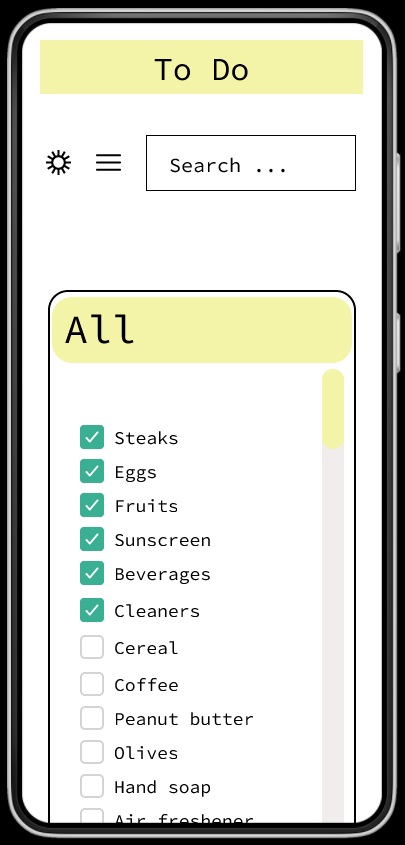 To Do
Search ...
All
Steaks
Eggs
Fruits
Sunscreen
Beverages
Cleaners
Cereal
Coffee
Peanut butter
Olives
Hand soap
Air freshener